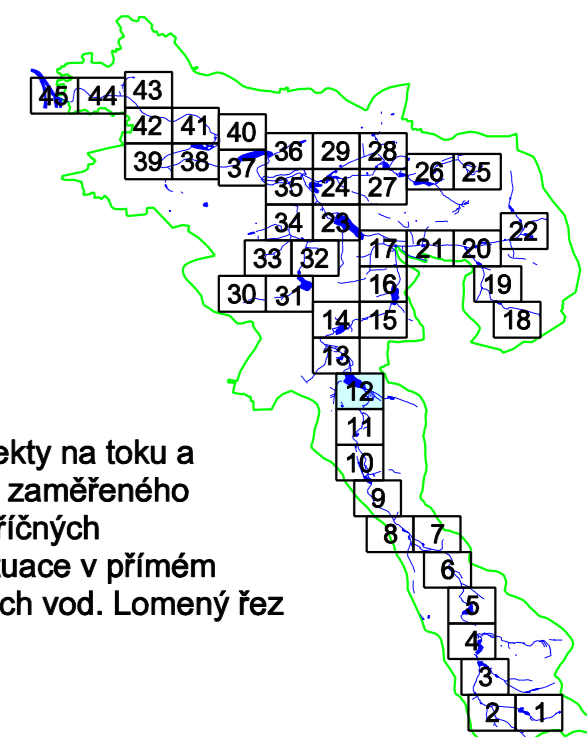 43
45 44
42 41 40
39 38 37
36 29 28
35 24 27 26 25
34 23 22
33 32 17 21 20
30 31 16 19
14 15 18
13
12
11
10
9
8 7
6
5
4
3
2 1
ekty na toku a
zaměřeného
říčných
tuace v přímém
ch vod. Lomený řez